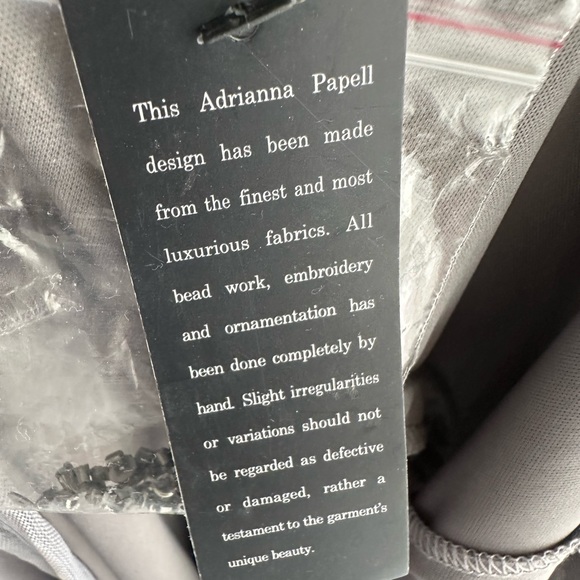 This Adrianna Papell
design has been made
from the finest and most
luxurious fabrics. All
bead work, embroidery
and ornamentation has
been done completely by
hand. Slight irregularities
or variations should not
be regarded as defective
or damaged, rather a
testament to the garment's
unique beauty.